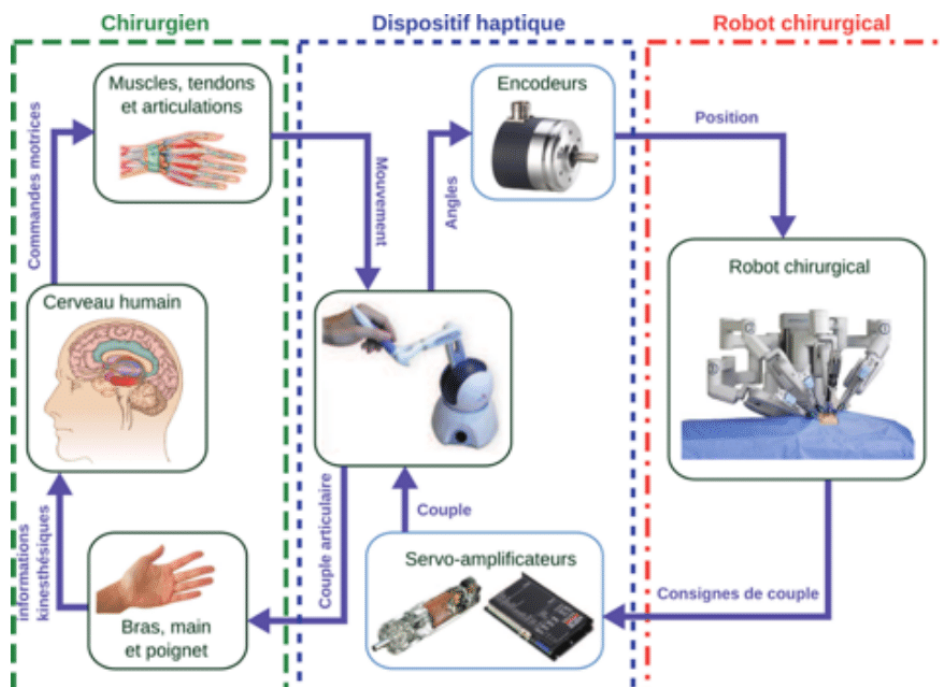 Chirurgien
Dispositif haptique
Robot chirurgical
Muscles, tendons
et articulations
Encodeurs
Position
Commandes motrices
Mouvement
Angles
Robot chirurgical
Cerveau humain
informations
kinesthésiques
Couple articulaire
Couple
Servo-amplificateurs
Consignes de couple
Bras, main
et poignet